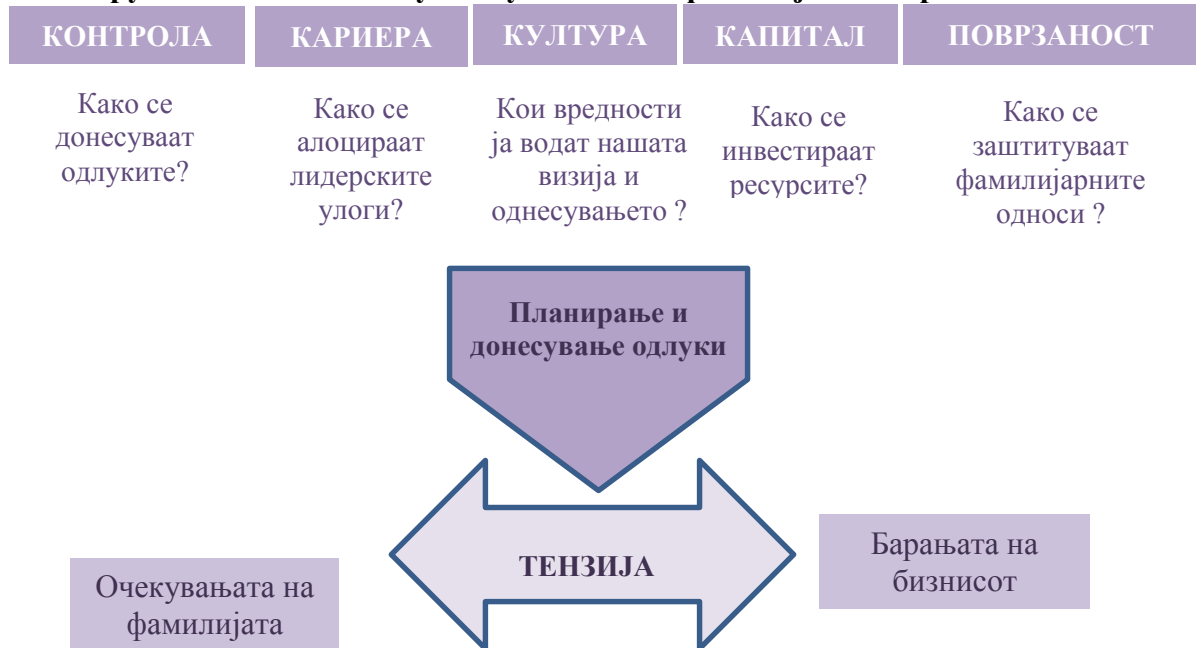 КОНТРОЛА
КАРИЕРА
КУЛТУРА
КАПИТАЛ
ПОВРЗАНОСТ
Како се
донесуваат
одлуките?
Како се
алоцираат
лидерските
улоги?
Кои вредности
ја водат нашата
визија и
однесувањето ?
Како се
инвестираат
ресурсите?
Како се
заштитуваат
фамилијарните
односи ?
Планирање и
донесување одлуки
ТЕНЗИЈА
Очекувањата на
фамилијата
Барањата на
бизнисот